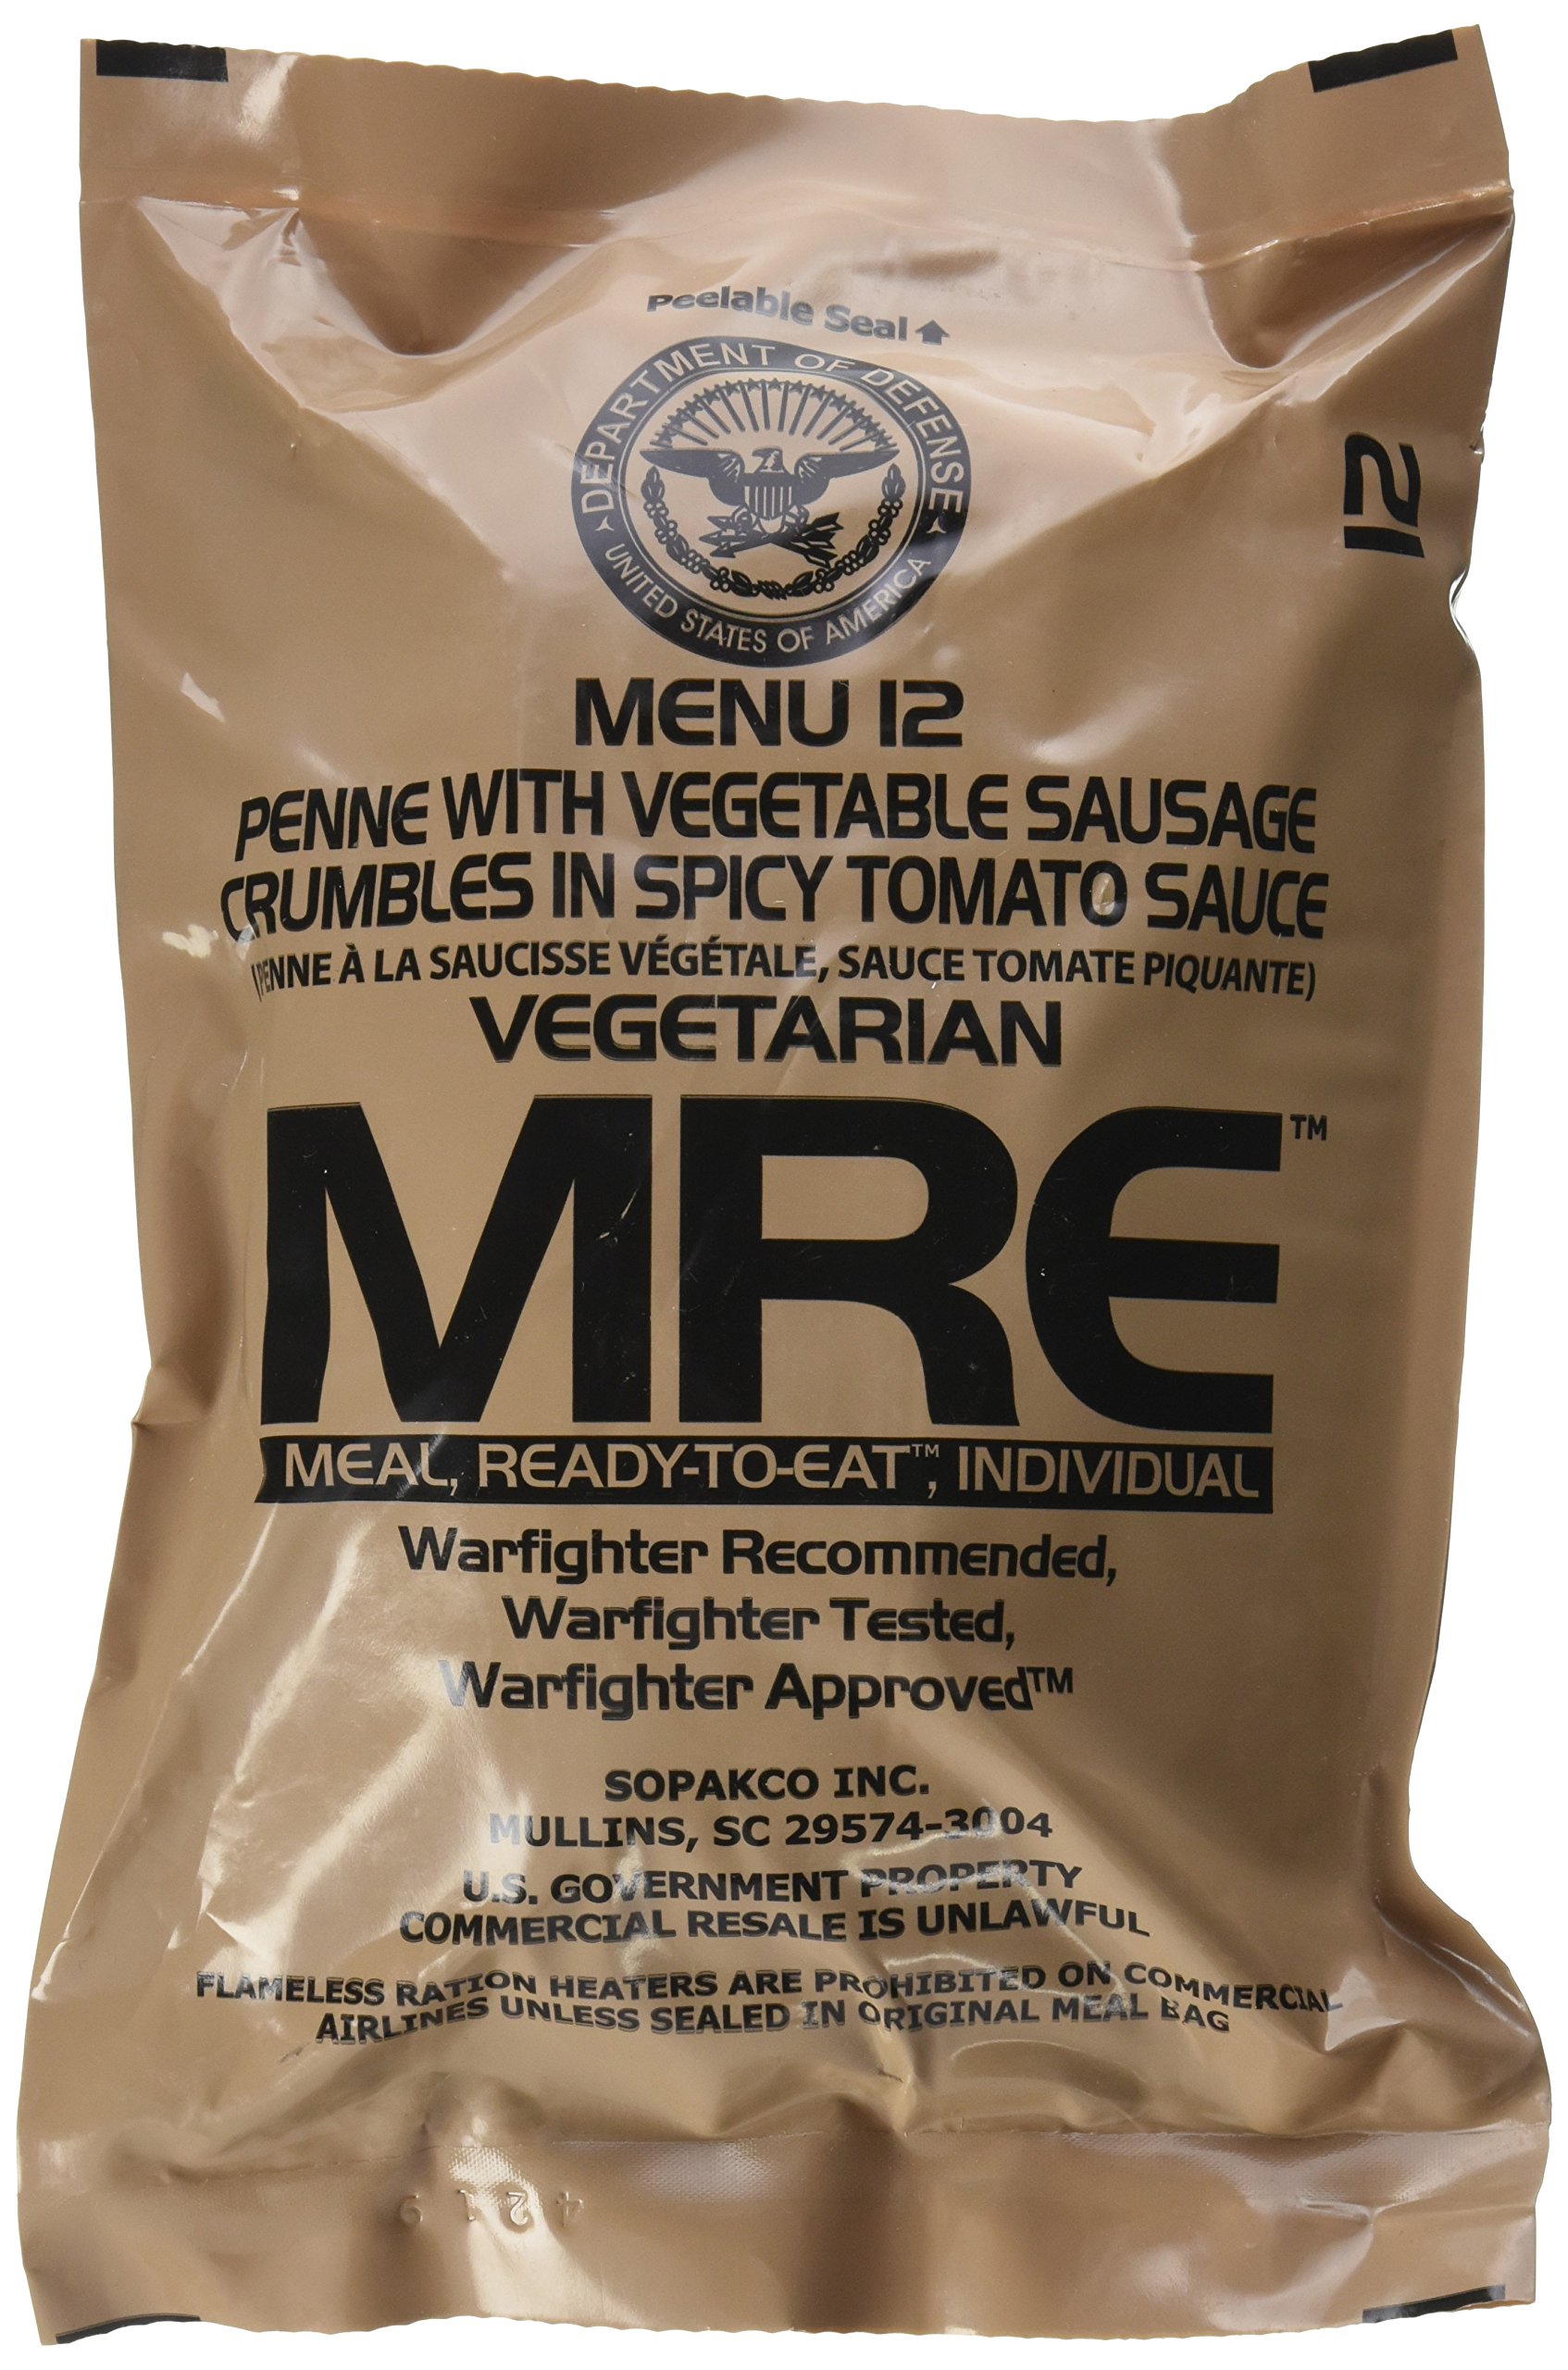 Peelable Seal
DEPARTMENT OF DEFENSE
UNITED STATES OF AMERICA
12
MENU 12
PENNE WITH VEGETABLE SAUSAGE
CRUMBLES IN SPICY TOMATO SAUCE
(PENNE À LA SAUCISSE VÉGÉTALE, SAUCE TOMATE PIQUANTE)
VEGETARIAN
MRE™
MEAL, READY-TO-EAT™, INDIVIDUAL
Warfighter Recommended,
Warfighter Tested,
Warfighter Approved™
SOPAKCO INC.
MULLINS, SC 29574-3004
U.S. GOVERNMENT PROPERTY
COMMERCIAL RESALE IS UNLAWFUL
FLAMELESS RATION HEATERS ARE PROHIBITED ON COMMERCIAL
AIRLINES UNLESS SEALED IN ORIGINAL MEAL BAG
4219